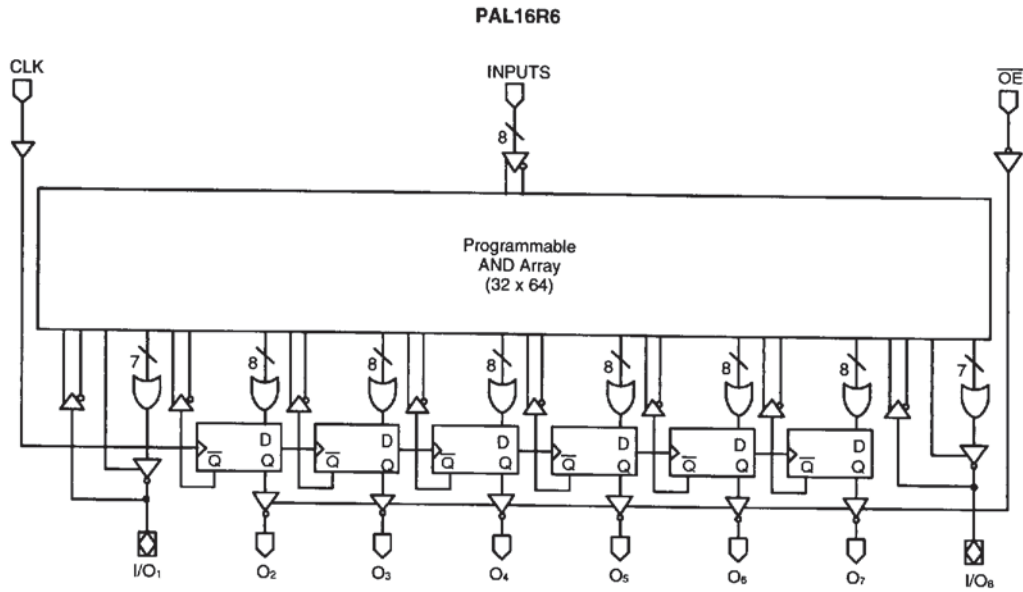 PAL16R6
CLK
INPUTS
OE
8
Programmable
AND Array
(32 x 64)
7 8 8 8 8 8 8 7
D D D D D D
Q Q Q Q Q Q Q Q Q Q Q Q
I/O1 O2 O3 O4 O5 O6 O7 I/O8